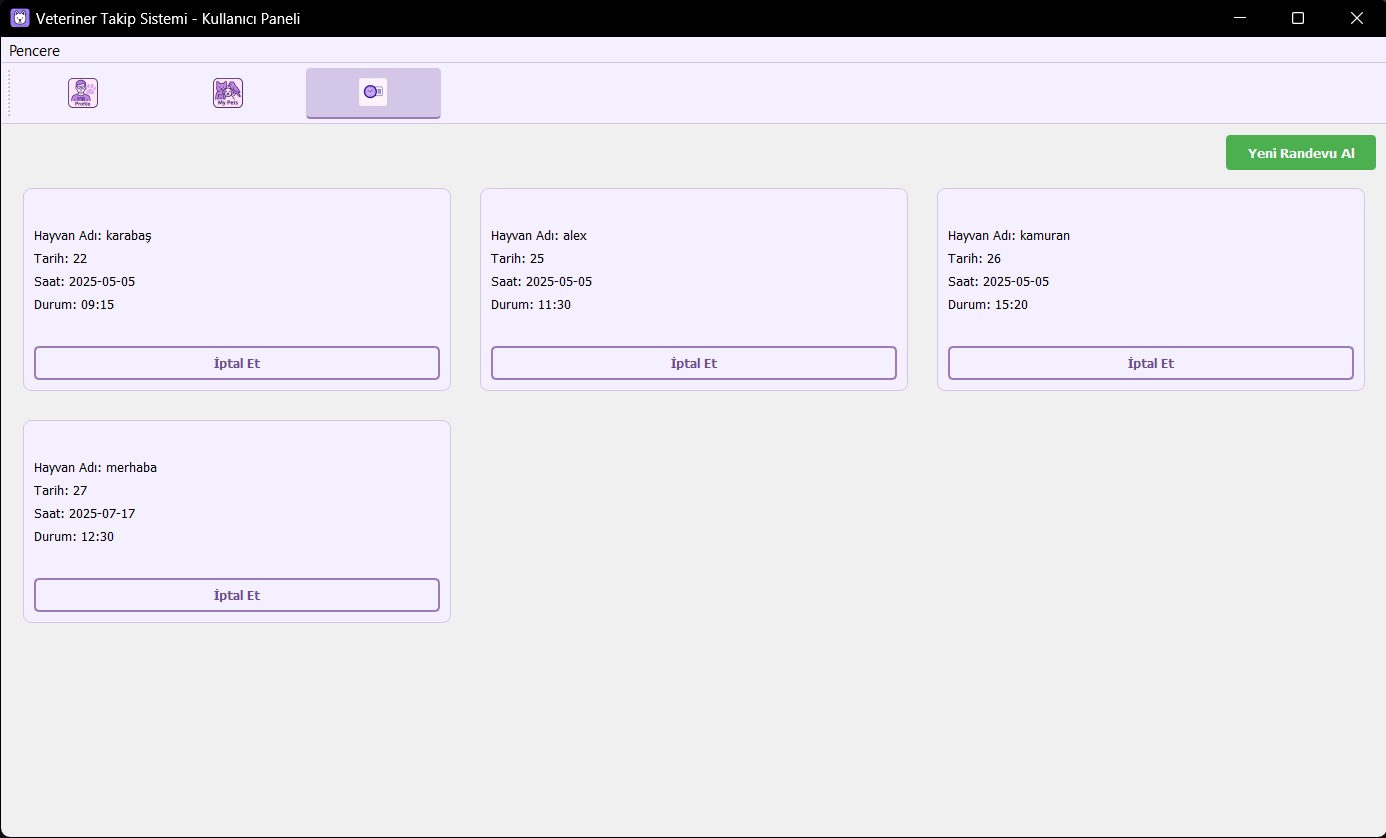 Veteriner Takip Sistemi - Kullanıcı Paneli
Pencere
Profile
My Pets
Yeni Randevu Al
Hayvan Adı: karabaş
Tarih: 22
Saat: 2025-05-05
Durum: 09:15
İptal Et
Hayvan Adı: alex
Tarih: 25
Saat: 2025-05-05
Durum: 11:30
İptal Et
Hayvan Adı: kamuran
Tarih: 26
Saat: 2025-05-05
Durum: 15:20
İptal Et
Hayvan Adı: merhaba
Tarih: 27
Saat: 2025-07-17
Durum: 12:30
İptal Et